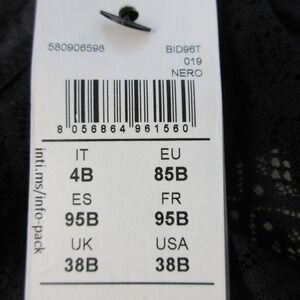 580906598 BID96T
019
NERO
8 056864 961560
IT EU
4B 85B
ES FR
95B 95B
UK USA
38B 38B
inti.ms/info-pack